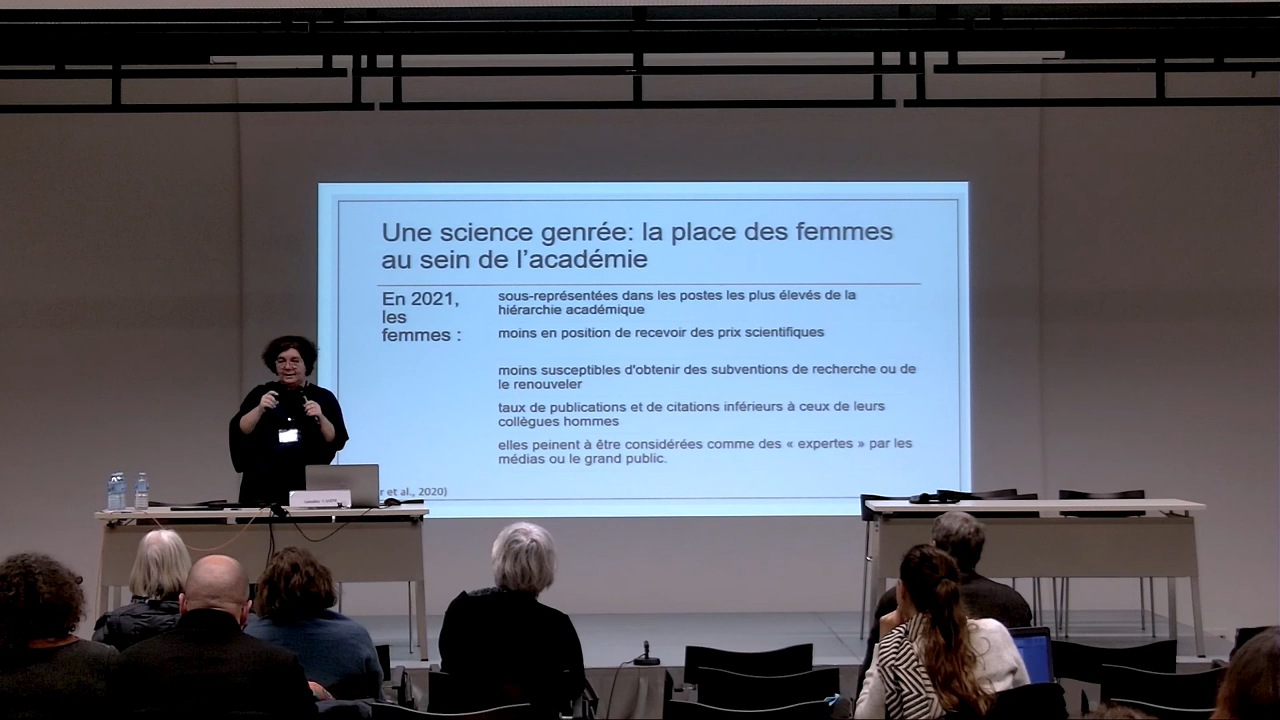 Une science genrée: la place des femmes
au sein de l'académie
En 2021,
les
femmes :
sous-représentées dans les postes les plus élevés de la
hiérarchie académique
moins en position de recevoir des prix scientifiques
moins susceptibles d'obtenir des subventions de recherche ou de
le renouveler
taux de publications et de citations inférieurs à ceux de leurs
collègues hommes
elles peinent à être considérées comme des « expertes » par les
médias ou le grand public.
r et al., 2020)